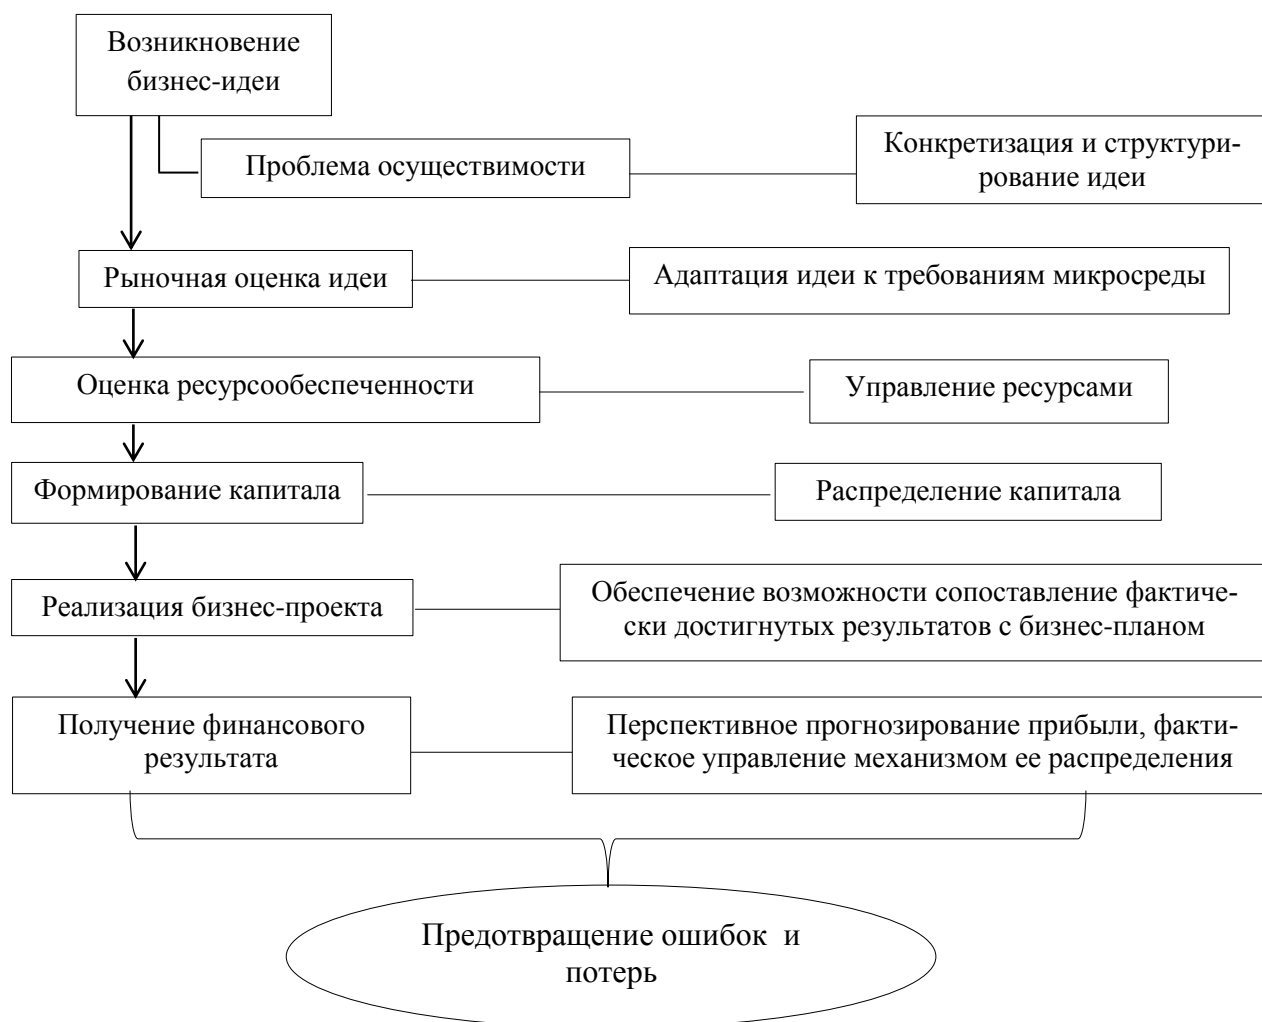 Возникновение
бизнес-идеи
Проблема осуществимости
Конкретизация и структури-
рование идеи
Рыночная оценка идеи
Адаптация идеи к требованиям микросреды
Оценка ресурсообеспеченности
Управление ресурсами
Формирование капитала
Распределение капитала
Реализация бизнес-проекта
Обеспечение возможности сопоставление фактиче-
ски достигнутых результатов с бизнес-планом
Получение финансового
результата
Перспективное прогнозирование прибыли, факти-
ческое управление механизмом ее распределения
Предотвращение ошибок и
потерь